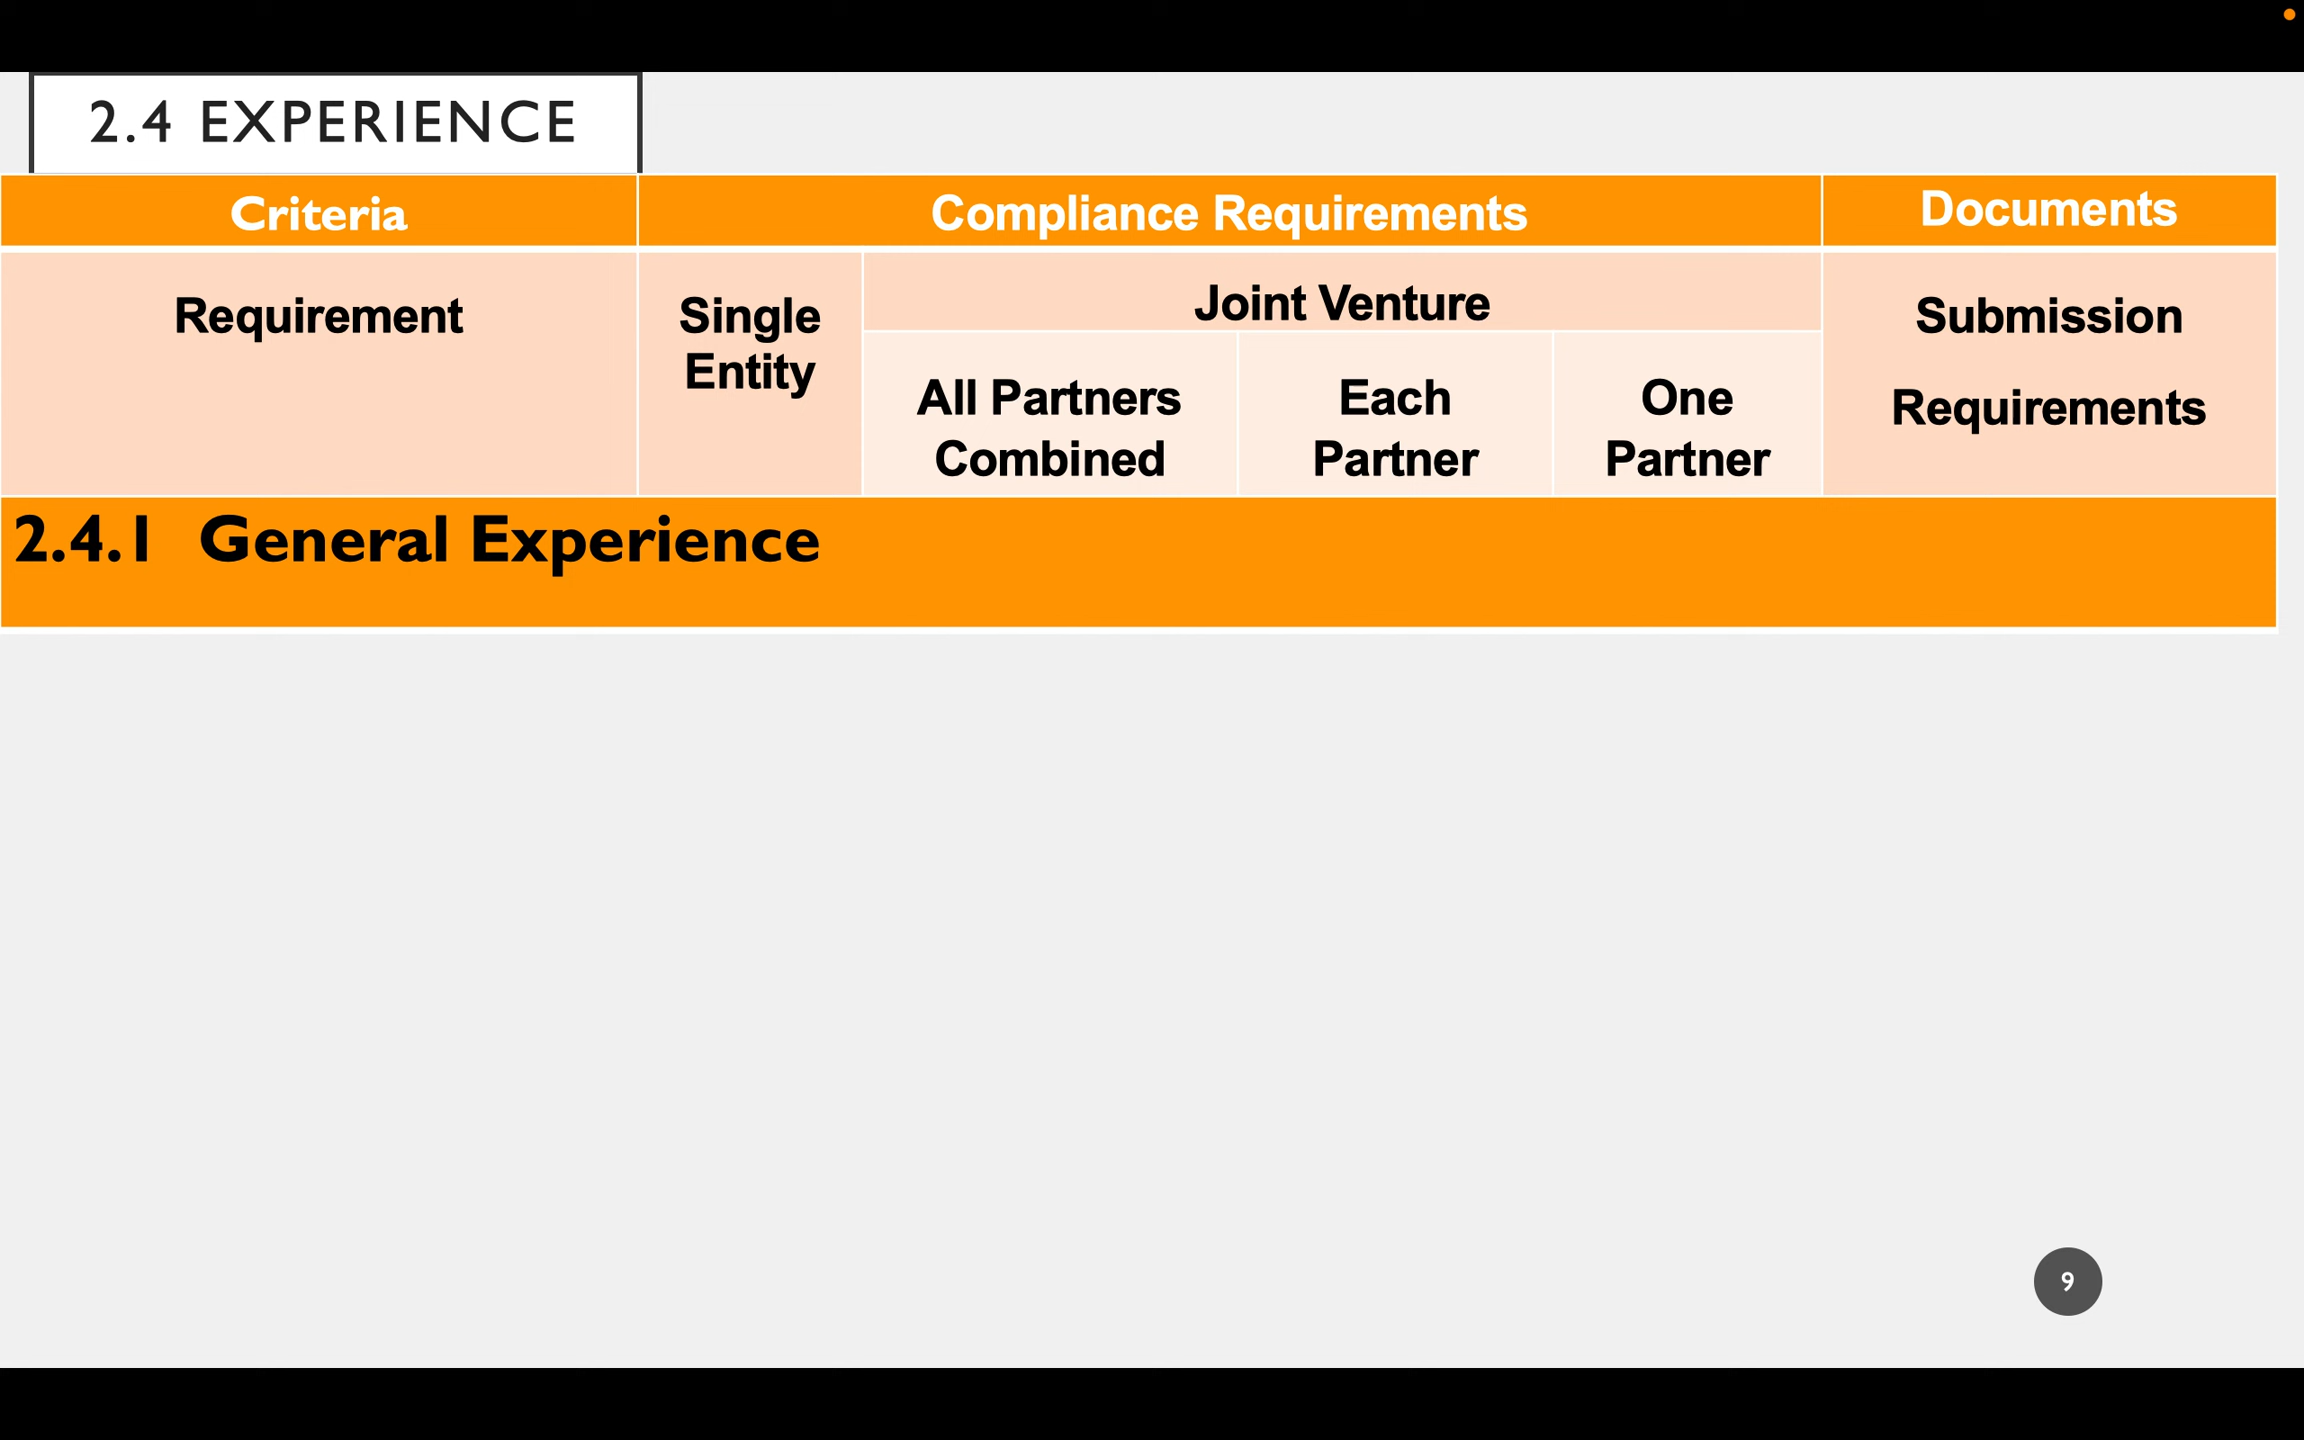 2.4 EXPERIENCE
Criteria
Compliance Requirements
Documents
Requirement
Single
Entity
Joint Venture
All Partners
Combined
Each
Partner
One
Partner
Submission
Requirements
2.4.1 General Experience
9